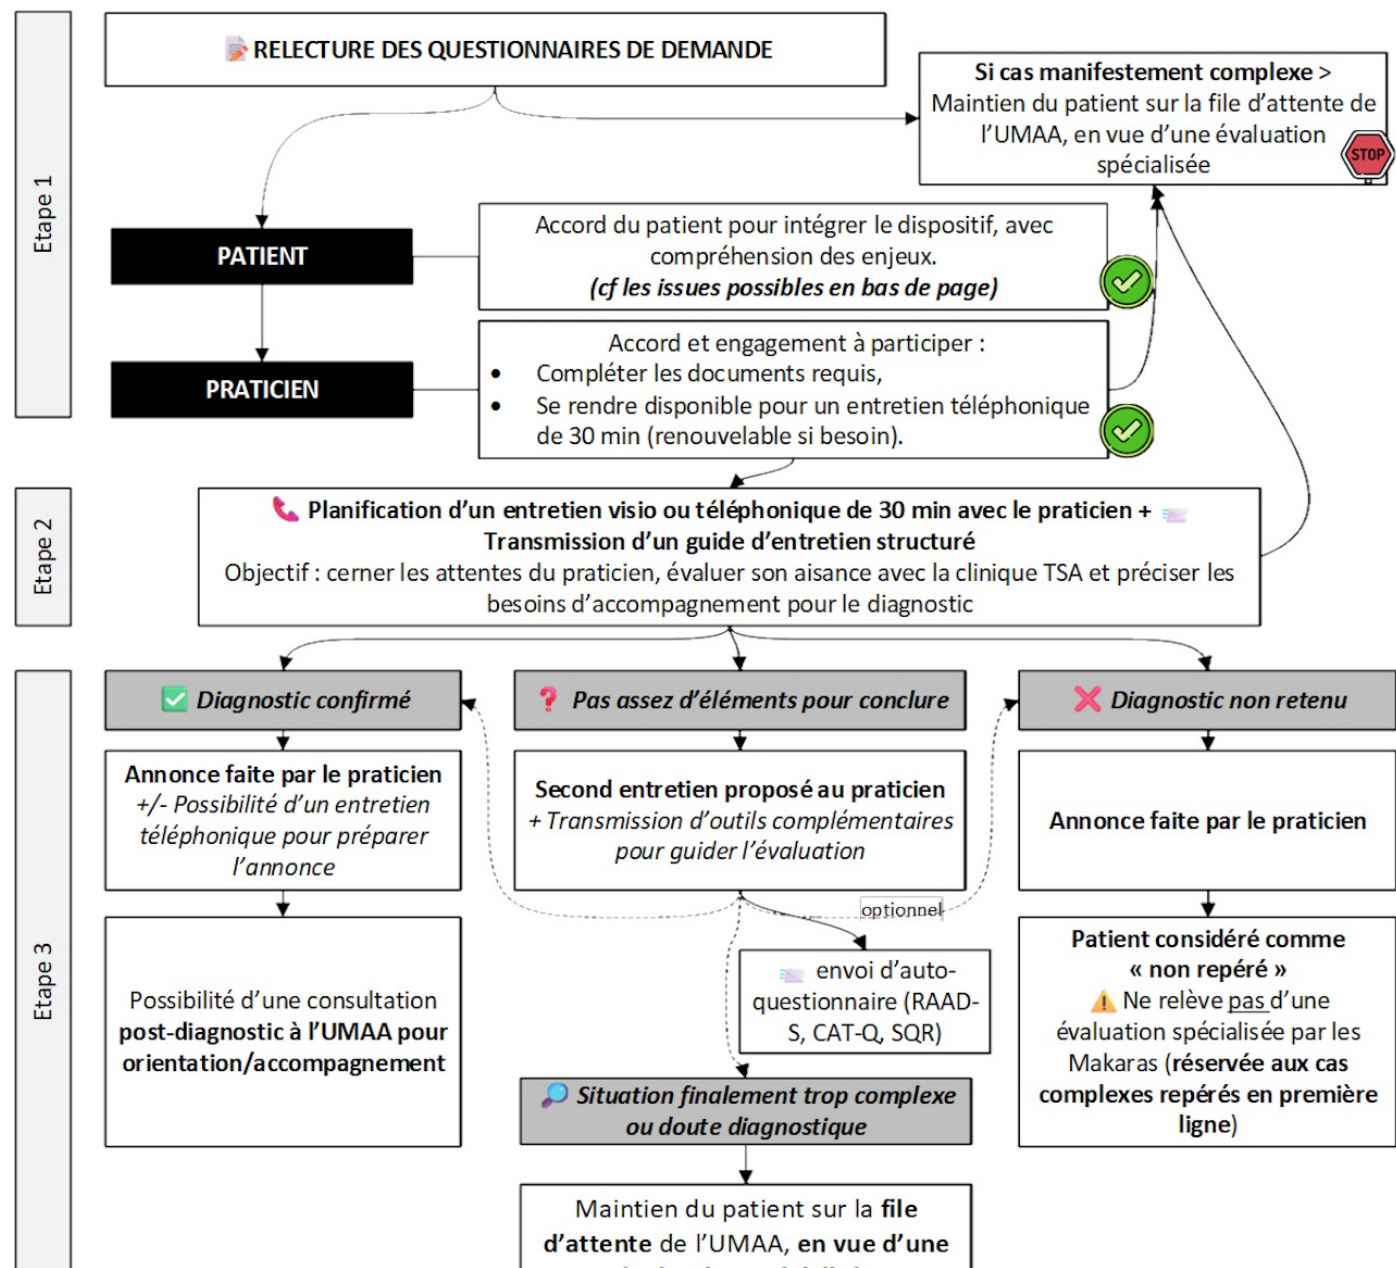 Etape 1
RELECTURE DES QUESTIONNAIRES DE DEMANDE
Si cas manifestement complexe >
Maintien du patient sur la file d'attente de
l'UMAA, en vue d'une évaluation
spécialisée
STOP
PATIENT
Accord du patient pour intégrer le dispositif, avec
compréhension des enjeux.
(cf les issues possibles en bas de page)
PRATICIEN
Accord et engagement à participer :
• Compléter les documents requis,
• Se rendre disponible pour un entretien téléphonique
de 30 min (renouvelable si besoin).
Etape 2
Planification d'un entretien visio ou téléphonique de 30 min avec le praticien +
Transmission d'un guide d'entretien structuré
Objectif : cerner les attentes du praticien, évaluer son aisance avec la clinique TSA et préciser les
besoins d'accompagnement pour le diagnostic
Etape 3
Diagnostic confirmé
Annonce faite par le praticien
+/- Possibilité d'un entretien
téléphonique pour préparer
l'annonce
Possibilité d'une consultation
post-diagnostic à l'UMAA pour
orientation/accompagnement
Pas assez d'éléments pour conclure
Second entretien proposé au praticien
+ Transmission d'outils complémentaires
pour guider l'évaluation
optionnel
envoi d'auto-
questionnaire (RAAD-
S, CAT-Q, SQR)
Situation finalement trop complexe
ou doute diagnostique
Maintien du patient sur la file
d'attente de l'UMAA, en vue d'une
Diagnostic non retenu
Annonce faite par le praticien
Patient considéré comme
« non repéré »
Ne relève pas d'une
évaluation spécialisée par les
Makaras (réservée aux cas
complexes repérés en première
ligne)